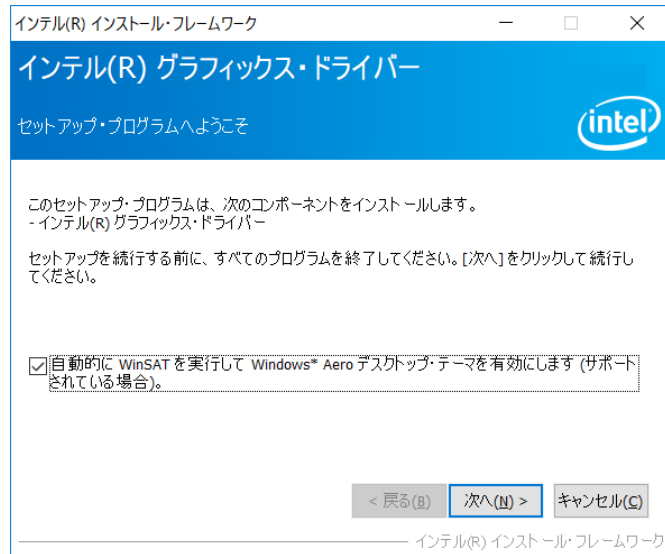 インテル(R) インストール・フレームワーク
インテル(R) グラフィックス・ドライバー
セットアップ・プログラムへようこそ
intel
このセットアップ・プログラムは、次のコンポーネントをインストールします。
- インテル(R) グラフィックス・ドライバー
セットアップを続行する前に、すべてのプログラムを終了してください。[次へ] をクリックして続行し
てください。
自動的に WinSAT を実行して Windows* Aero デスクトップ・テーマを有効にします (サポート
されている場合)。
< 戻る(B)
次へ(N) >
キャンセル(C)
インテル(R) インストール・フレームワーク